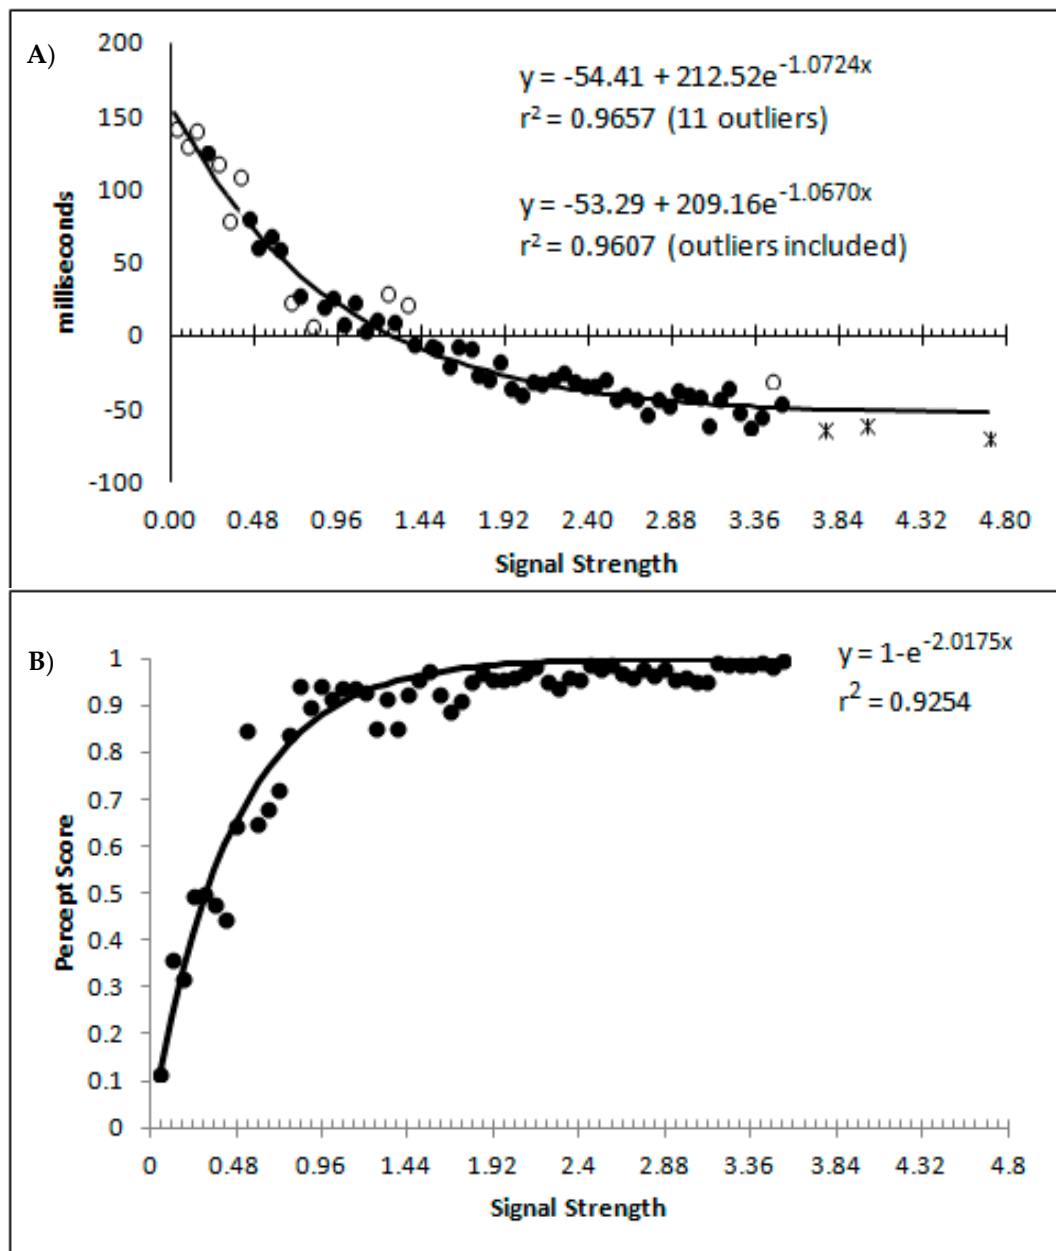 A)
y = -54.41 + 212.52e^-1.0724x
r² = 0.9657 (11 outliers)
y = -53.29 + 209.16e^-1.0670x
r² = 0.9607 (outliers included)
milliseconds
200
150
100
50
0
-50
-100
0.00 0.48 0.96 1.44 1.92 2.40 2.88 3.36 3.84 4.32 4.80
Signal Strength
B)
y = 1-e^-2.0175x
r² = 0.9254
Percept Score
1
0.9
0.8
0.7
0.6
0.5
0.4
0.3
0.2
0.1
0
0 0.48 0.96 1.44 1.92 2.4 2.88 3.36 3.84 4.32 4.8
Signal Strength